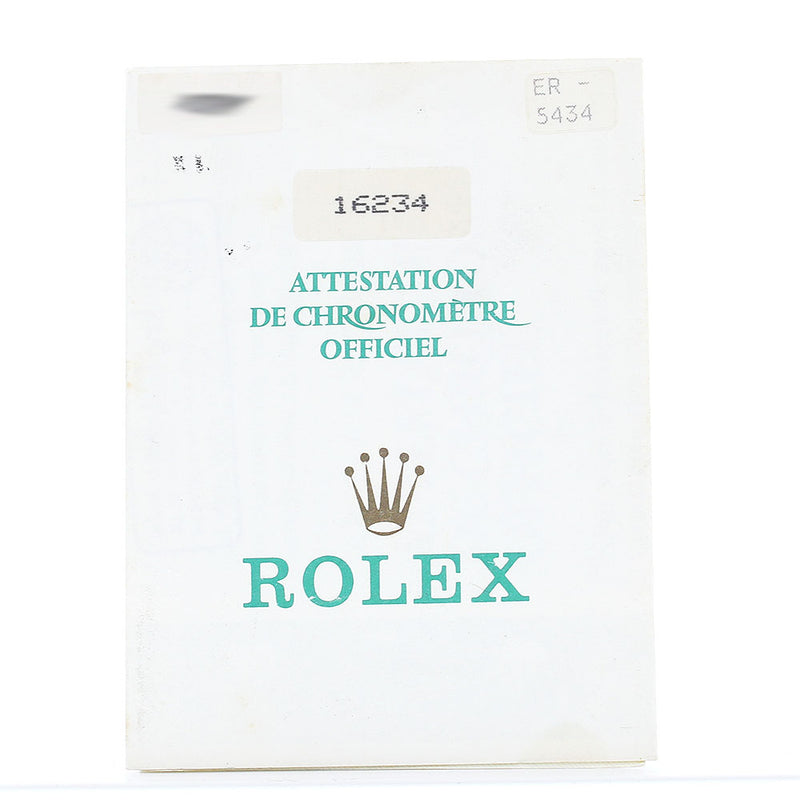 ER -
5434
16234
ATTESTATION
DE CHRONOMÈTRE
OFFICIEL
ROLEX